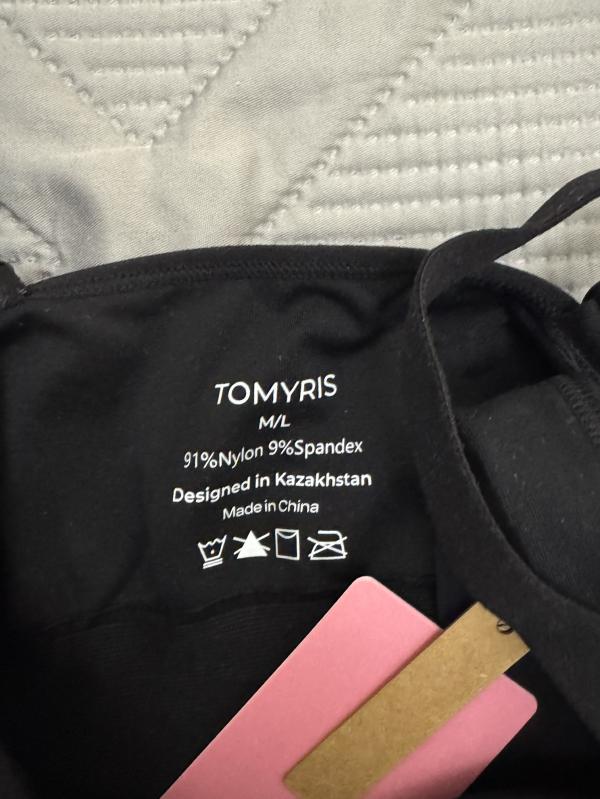 TOMYRIS
M/L
91%Nylon 9%Spandex
Designed in Kazakhstan
Made in China